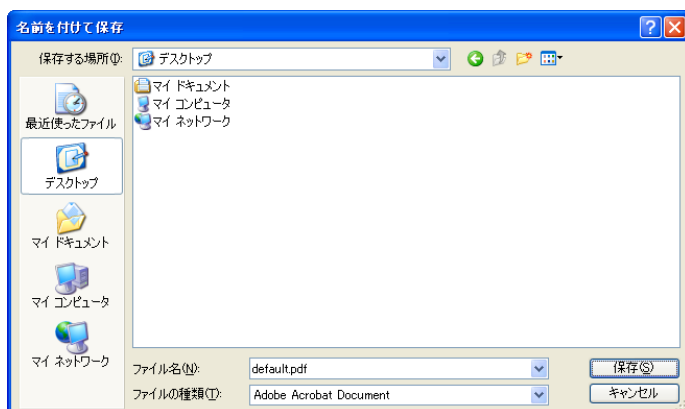 名前を付けて保存
保存する場所(I):
デスクトップ
最近使ったファイル
デスクトップ
マイ ドキュメント
マイ コンピュータ
マイ ネットワーク
マイ ドキュメント
マイ コンピュータ
マイ ネットワーク
ファイル名(N):
default.pdf
保存(S)
ファイルの種類(T):
Adobe Acrobat Document
キャンセル